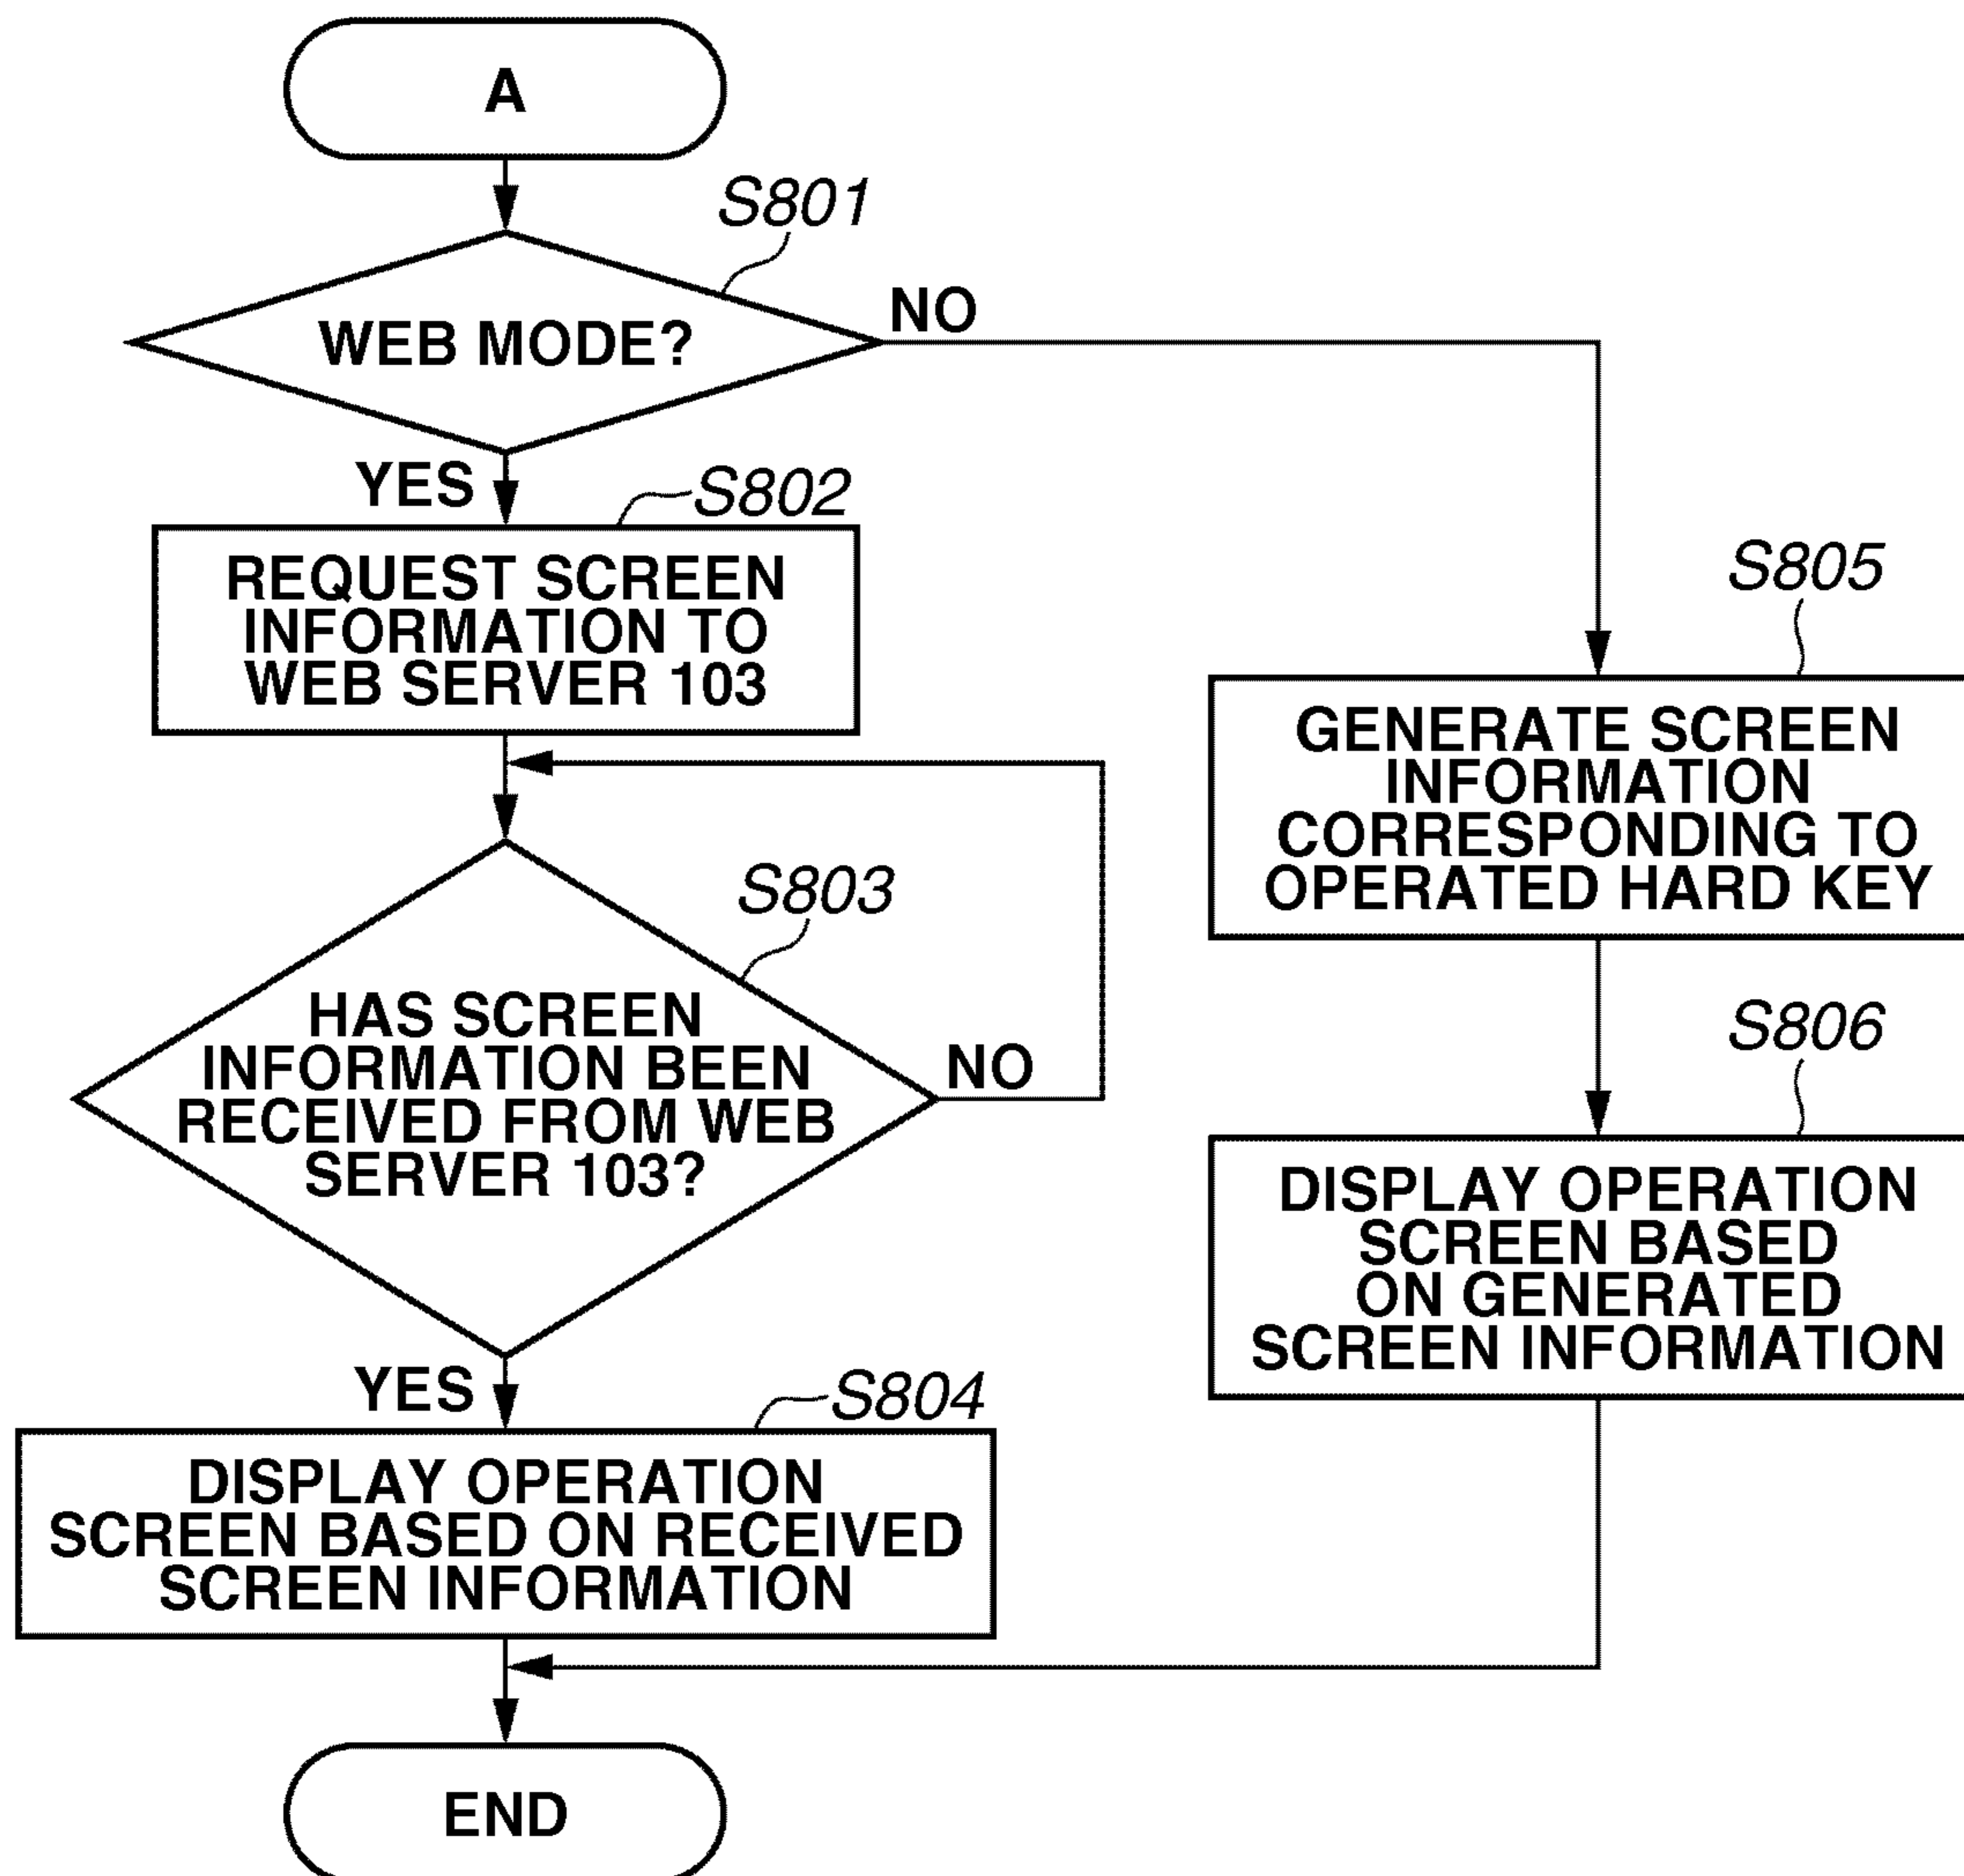 A
S801
WEB MODE?
NO
YES
S802
REQUEST SCREEN
INFORMATION TO
WEB SERVER 103
S803
HAS SCREEN
INFORMATION BEEN
RECEIVED FROM WEB
SERVER 103?
NO
YES
S804
DISPLAY OPERATION
SCREEN BASED ON RECEIVED
SCREEN INFORMATION
S805
GENERATE SCREEN
INFORMATION
CORRESPONDING TO
OPERATED HARD KEY
S806
DISPLAY OPERATION
SCREEN BASED
ON GENERATED
SCREEN INFORMATION
END